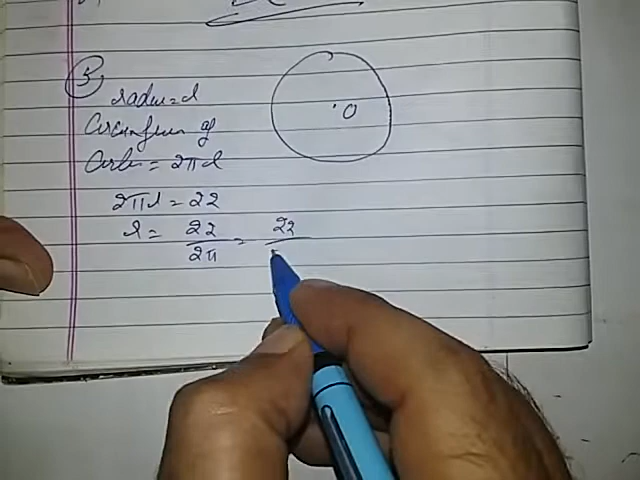 3
radius = r
O
Circumference of
Circle = 2πr
2πr = 22
r = 22/2π = 22/